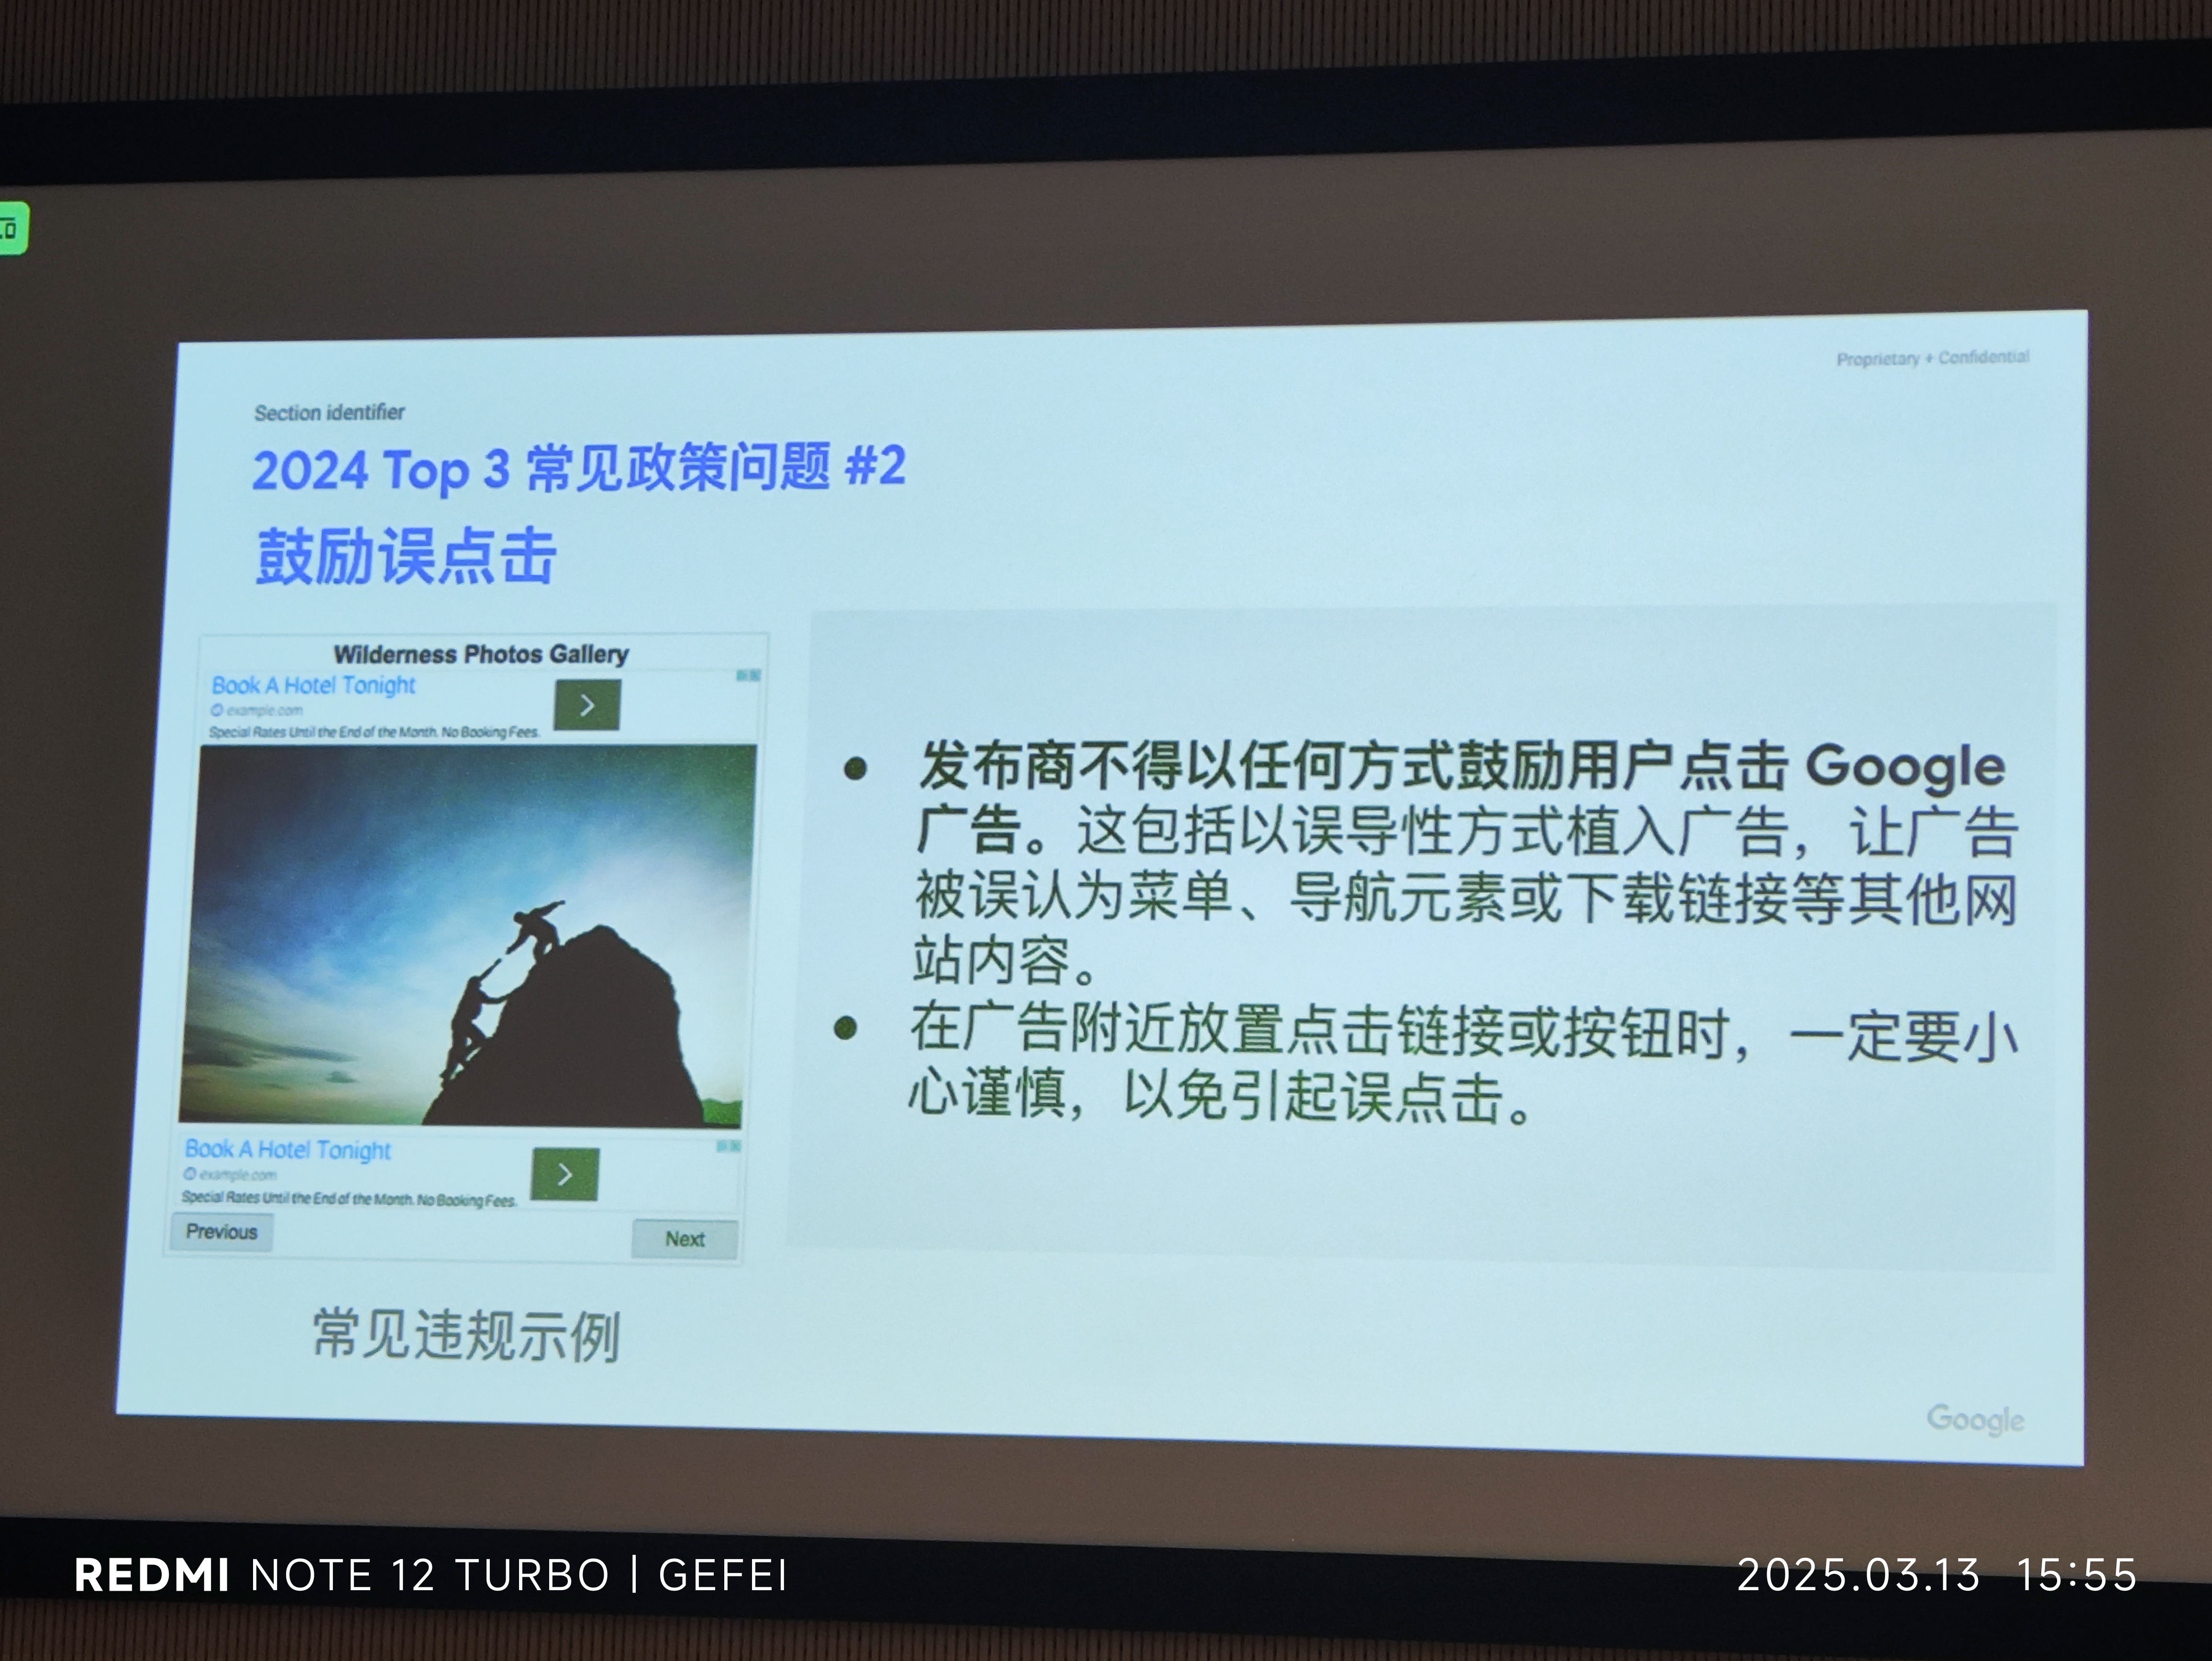 Proprietary + Confidential
Section identifier
2024 Top 3 常见政策问题 #2
鼓励误点击
Wilderness Photos Gallery
Book A Hotel Tonight
example.com
Special Rates Until the End of the Month. No Booking Fees.
Book A Hotel Tonight
example.com
Special Rates Until the End of the Month. No Booking Fees.
Previous
Next
常见违规示例
发布商不得以任何方式鼓励用户点击 Google
广告。这包括以误导性方式植入广告，让广告
被误认为菜单、导航元素或下载链接等其他网
站内容。
在广告附近放置点击链接或按钮时，一定要小
心谨慎，以免引起误点击。
Google
REDMI NOTE 12 TURBO | GEFEI
2025.03.13 15:55